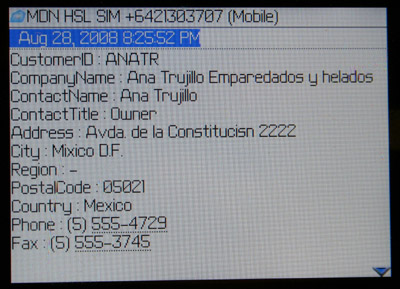 MDN HSL SIM +6421303707 (Mobile)
Aug 28, 2008 8:25:52 PM
CustomerID : ANATR
CompanyName : Ana Trujillo Emparedados y helados
ContactName : Ana Trujillo
ContactTitle : Owner
Address : Avda. de la Constitucisn 2222
City : Mixico D.F.
Region : -
PostalCode : 05021
Country : Mexico
Phone : (5) 555-4729
Fax : (5) 555-3745